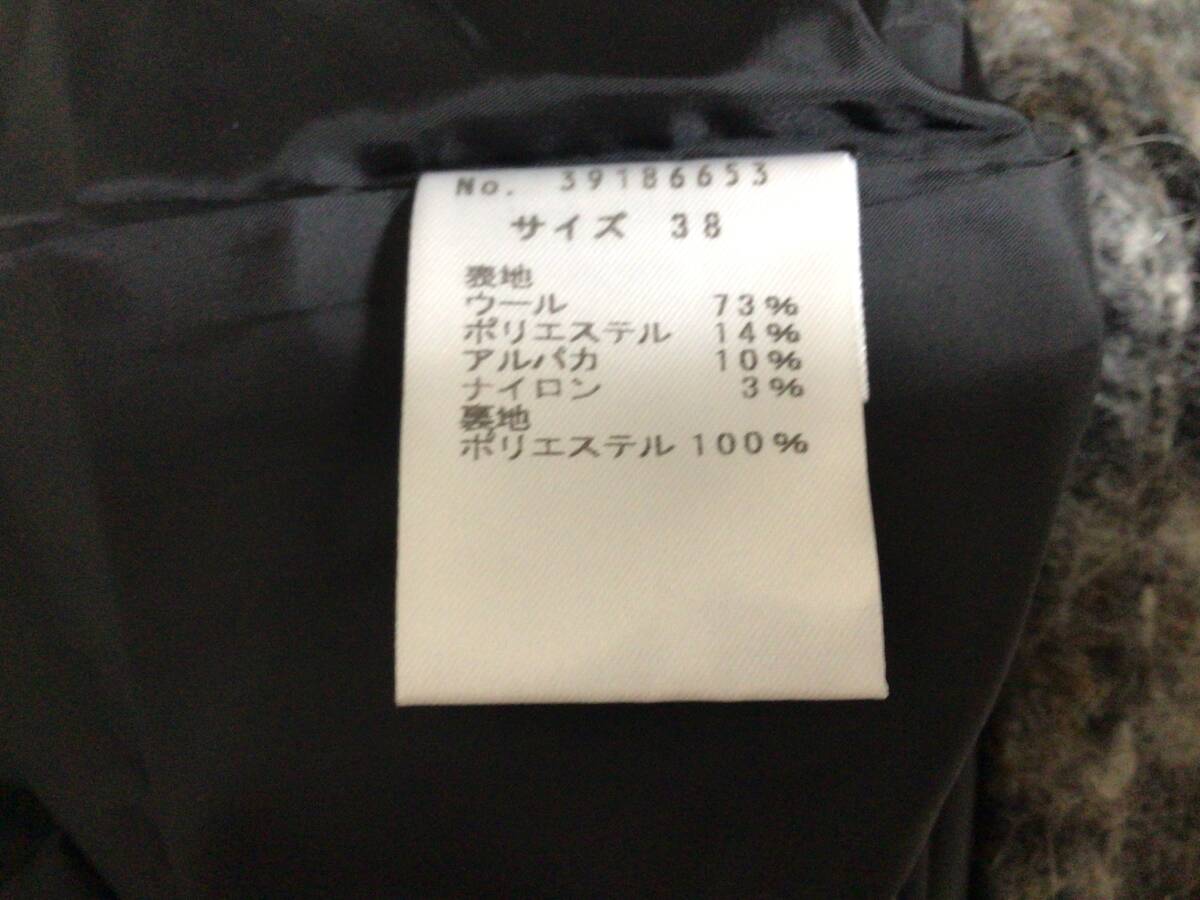 No. 39186653
サイズ 38
表地
ウール 73%
ポリエステル 14%
アルパカ 10%
ナイロン 3%
裏地
ポリエステル 100%